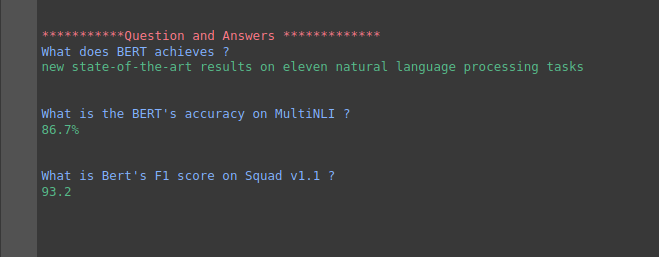 ***********Question and Answers *************
What does BERT achieves ?
new state-of-the-art results on eleven natural language processing tasks
What is the BERT's accuracy on MultiNLI ?
86.7%
What is Bert's F1 score on Squad v1.1 ?
93.2